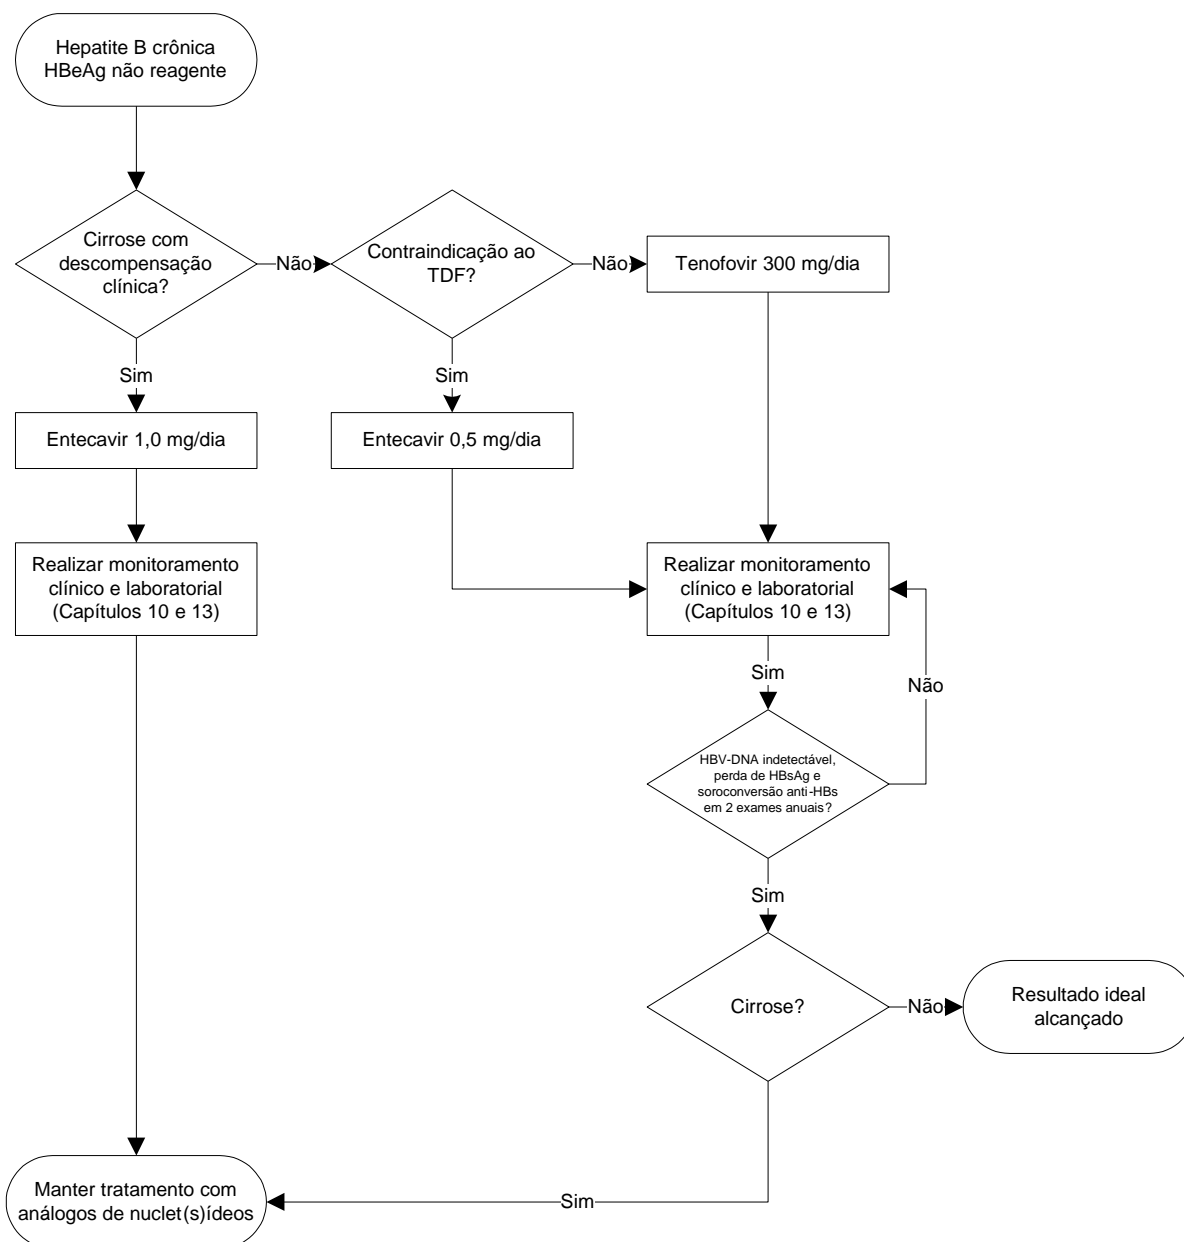 Hepatite B crônica
HBeAg não reagente
Cirrose com
descompensação
clínica?
Não
Contraindicação ao
TDF?
Não
Tenofovir 300 mg/dia
Sim
Sim
Entecavir 1,0 mg/dia
Entecavir 0,5 mg/dia
Realizar monitoramento
clínico e laboratorial
(Capítulos 10 e 13)
Realizar monitoramento
clínico e laboratorial
(Capítulos 10 e 13)
Sim
Não
HBV-DNA indetectável,
perda de HBsAg e
soroconversão anti-HBs
em 2 exames anuais?
Sim
Cirrose?
Não
Resultado ideal
alcançado
Manter tratamento com
análogos de nuclet(s)ídeos
Sim